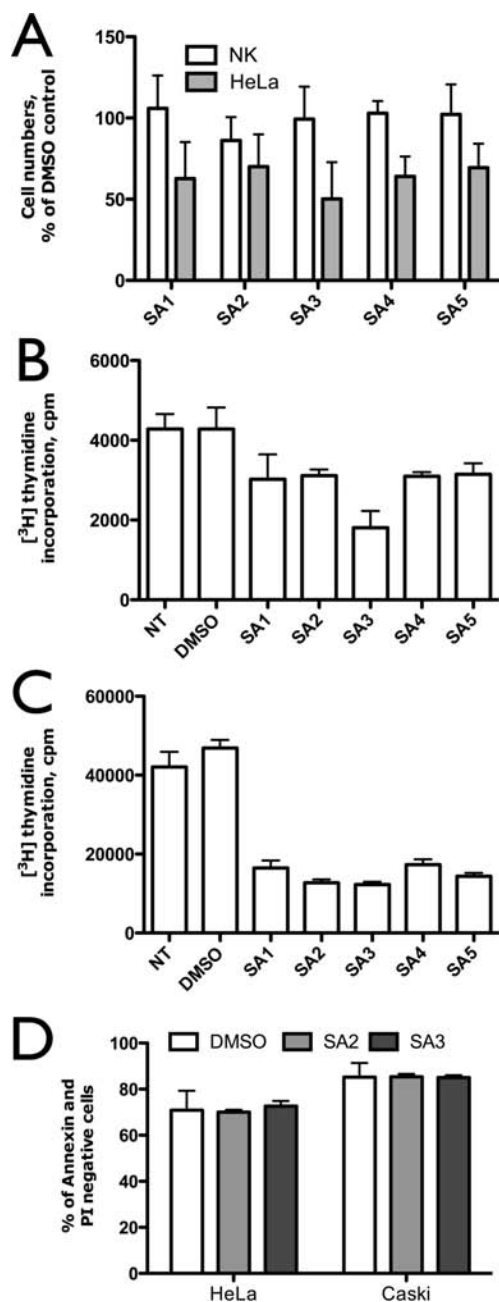 A
NK
HeLa
Cell numbers,
% of DMSO control
150
100
50
0
SA1
SA2
SA3
SA4
SA5
B
[³H] thymidine
incorporation, cpm
6000
4000
2000
0
NT
DMSO
SA1
SA2
SA3
SA4
SA5
C
[³H] thymidine
incorporation, cpm
60000
40000
20000
0
NT
DMSO
SA1
SA2
SA3
SA4
SA5
D
DMSO SA2 SA3
% of Annexin and
PI negative cells
100
80
60
40
20
0
HeLa Caski